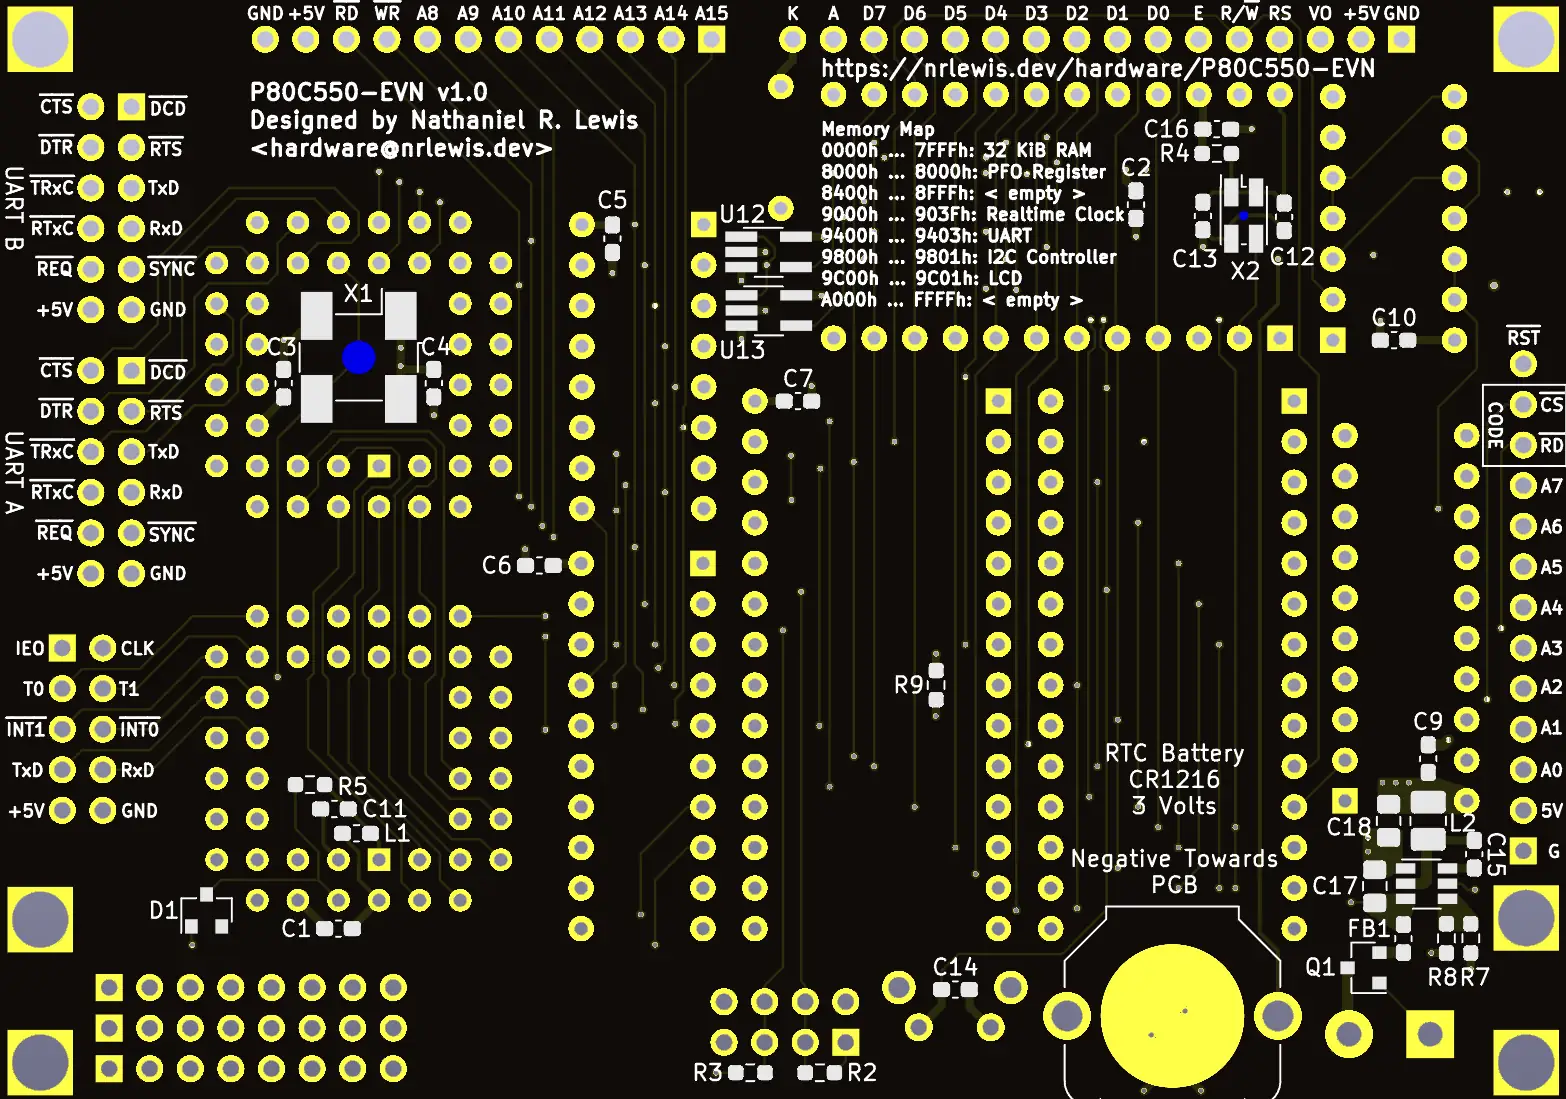 GND +5V RD WR A8 A9 A10 A11 A12 A13 A14 A15
K A D7 D6 D5 D4 D3 D2 D1 D0 E R/W RS VO +5V GND
https://nrlewis.dev/hardware/P80C550-EVN
P80C550-EVN v1.0
Designed by Nathaniel R. Lewis
<hardware@nrlewis.dev>
Memory Map
0000h ... 7FFFh: 32 KiB RAM
8000h ... 8000h: PFO Register
8400h ... 8FFFh: < empty >
9000h ... 903Fh: Realtime Clock
9400h ... 9403h: UART
9800h ... 9801h: I2C Controller
9C00h ... 9C01h: LCD
A000h ... FFFFh: < empty >
C16
R4
C2
C13
X2
C12
C10
U12
U13
C5
C7
C6
X1
C3
C4
UART B
CTS DCD
DTR RTS
TRxC TxD
RTxC RxD
REQ SYNC
+5V GND
UART A
CTS DCD
DTR RTS
TRxC TxD
RTxC RxD
REQ SYNC
+5V GND
IEO CLK
T0 T1
INT1 INT0
TxD RxD
+5V GND
RST
CODE
CS
RD
A7
A6
A5
A4
A3
A2
A1
A0
5V
G
R9
RTC Battery
CR1216
3 Volts
Negative Towards
PCB
C9
C18
L2
C15
C17
FB1
Q1
R8
R7
R5
C11
L1
D1
C1
C14
R3
R2